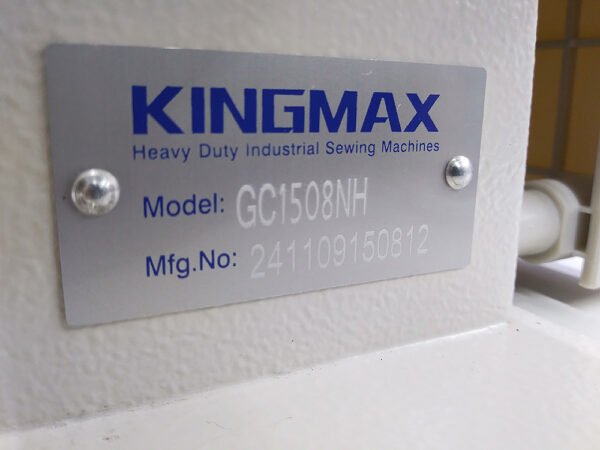 KINGMAX
Heavy Duty Industrial Sewing Machines
Model: GC1508NH
Mfg.No: 241109150812